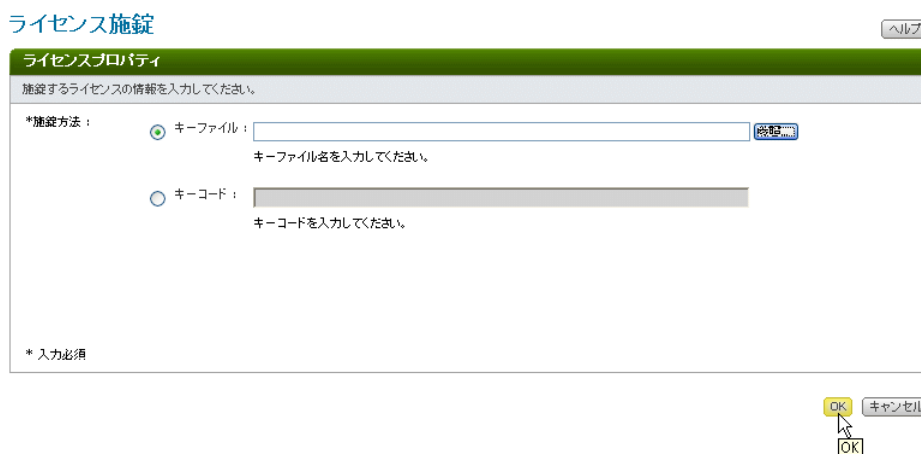 ライセンス施錠
ヘルプ
ライセンスプロパティ
施錠するライセンスの情報を入力してください。
*施錠方法：
キーファイル：
参照...
キーファイル名を入力してください。
キーコード：
キーコードを入力してください。
* 入力必須
OK
キャンセル
OK